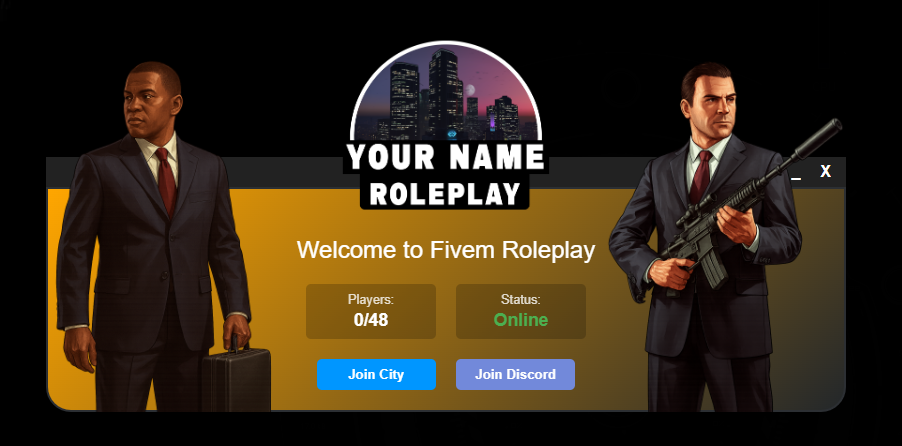 YOUR NAME
ROLEPLAY
_ X
Welcome to Fivem Roleplay
Players:
0/48
Status:
Online
Join City
Join Discord